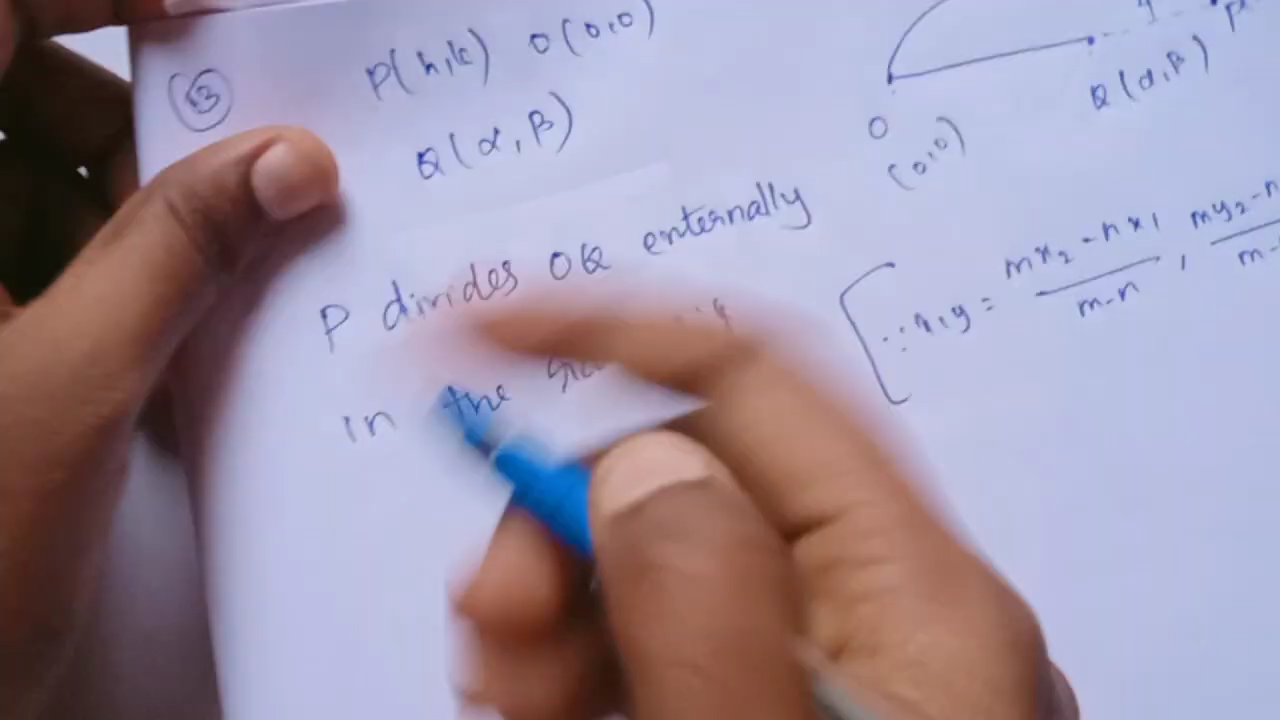 13
P(h,k) O(0,0)
Q(α,β)
P divides OQ externally
in the
O
(0,0)
Q(α,β)
∵ x,y = mx₂-nx₁/m-n, my₂-n